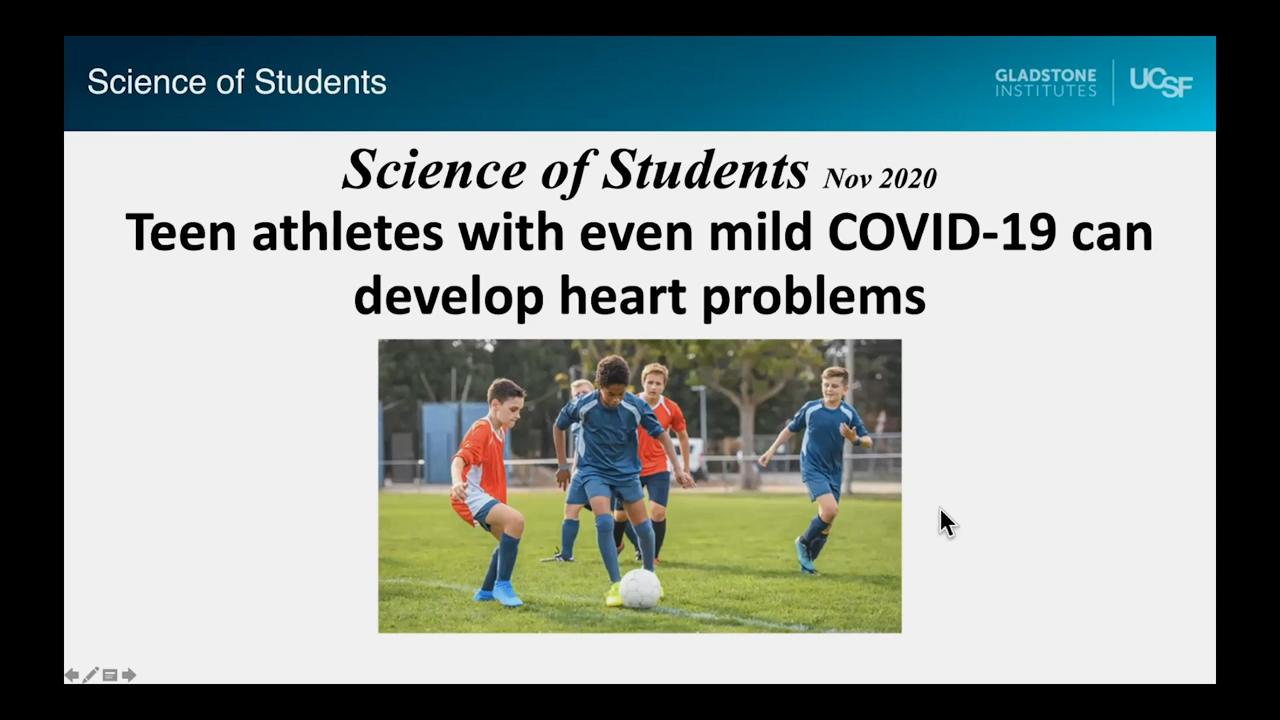 Science of Students
GLADSTONE
INSTITUTES
UCSF
Science of Students Nov 2020
Teen athletes with even mild COVID-19 can
develop heart problems